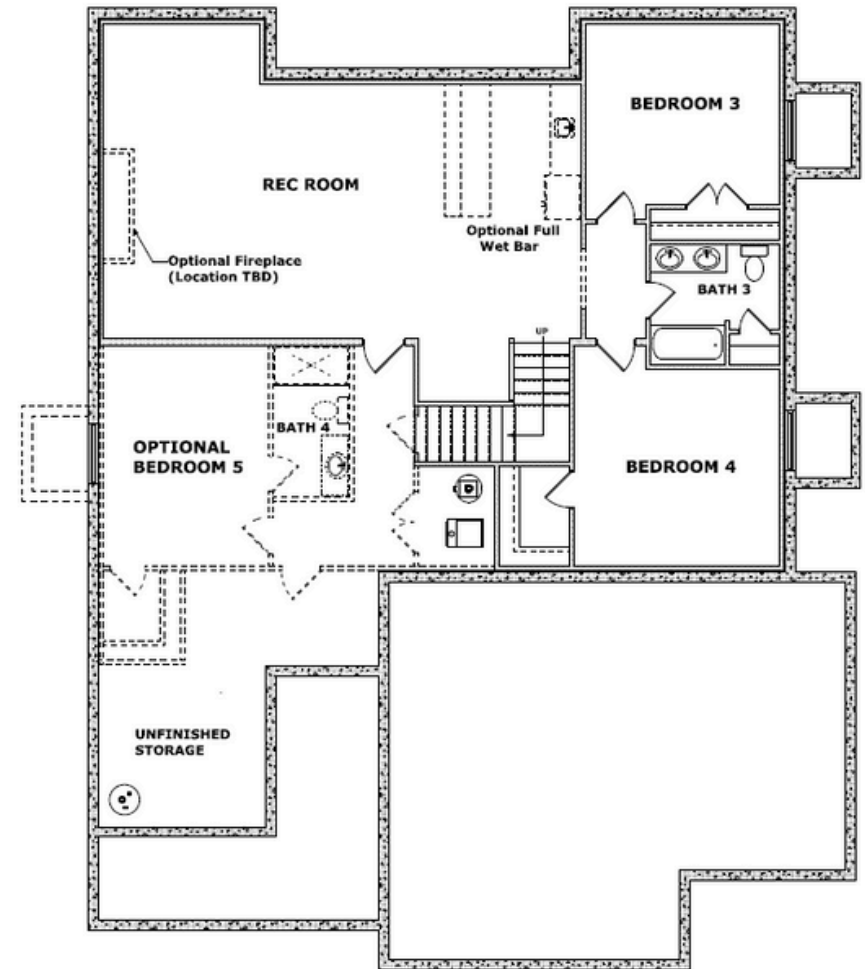 BEDROOM 3
REC ROOM
Optional Full
Wet Bar
Optional Fireplace
(Location TBD)
BATH 3
UP
BATH 4
OPTIONAL
BEDROOM 5
BEDROOM 4
UNFINISHED
STORAGE